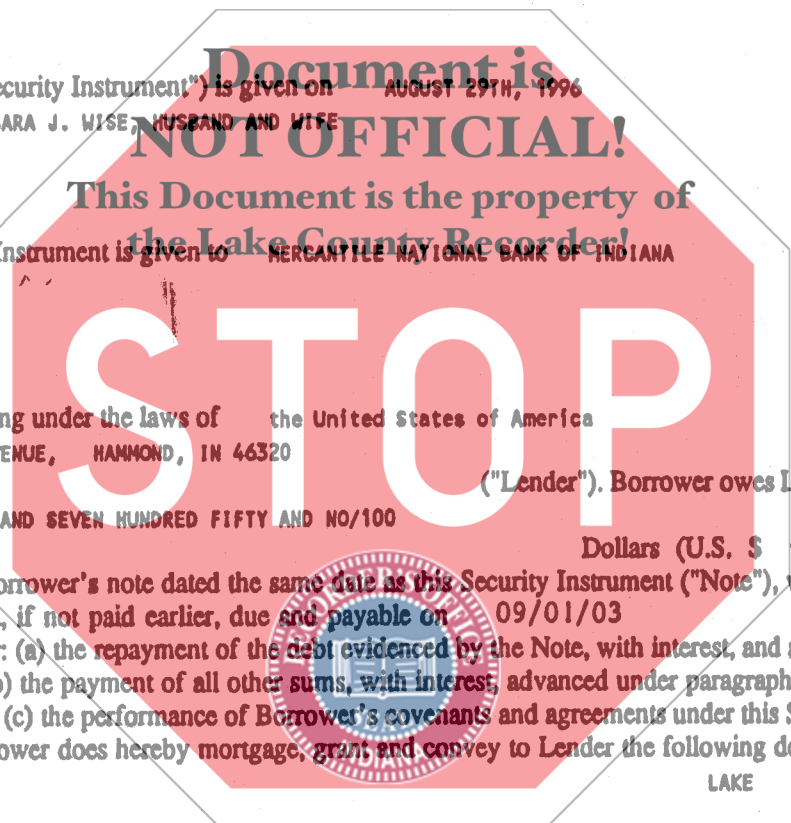 Document is
ecurity Instrument") is given on AUGUST 29TH, 1996
ARA J. WISE, HUSBAND AND WIFE
NOT OFFICIAL!
This Document is the property of
the Lake County Recorder!
Instrument is given to MERCANTILE NATIONAL BANK OF INDIANA
STOP
ng under the laws of the United States of America
ENUE, HAMMOND, IN 46320
("Lender"). Borrower owes L
AND SEVEN HUNDRED FIFTY AND NO/100
Dollars (U.S. $
orrower's note dated the same date as this Security Instrument ("Note"),
, if not paid earlier, due and payable on 09/01/03
: (a) the repayment of the debt evidenced by the Note, with interest, and
) the payment of all other sums, with interest, advanced under paragraph
(c) the performance of Borrower's covenants and agreements under this S
ower does hereby mortgage, grant and convey to Lender the following de
LAKE
INDIANA